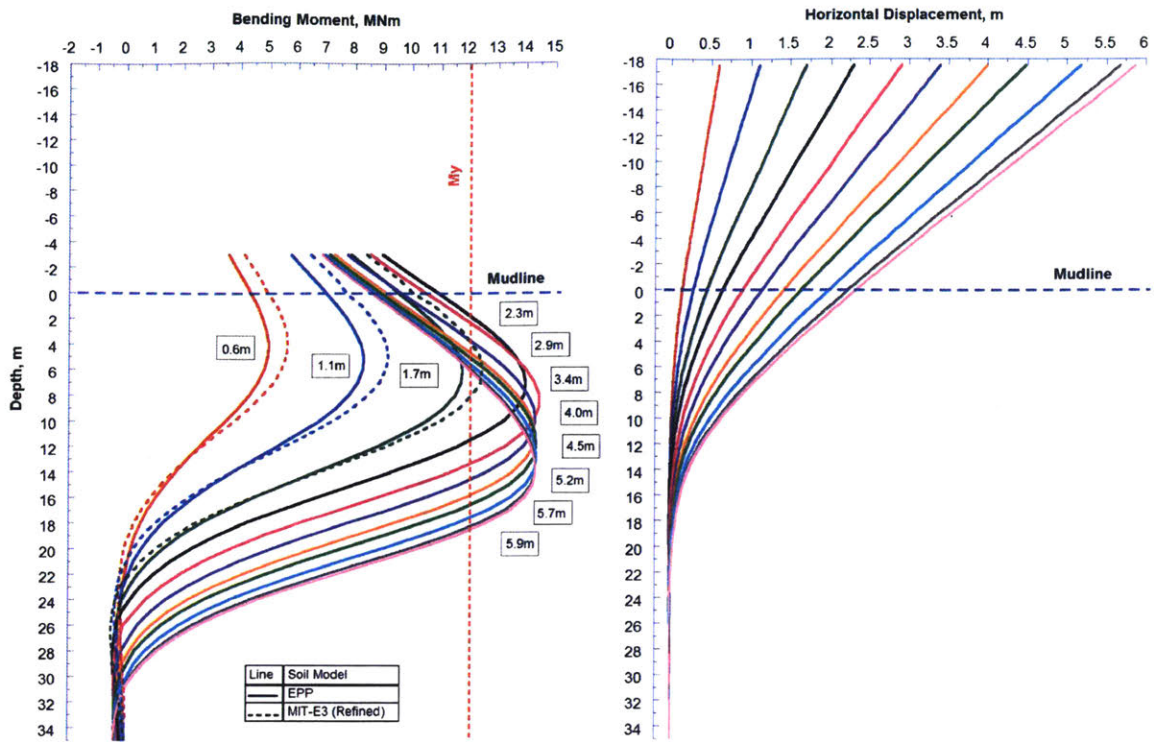 Bending Moment, MNm
-2 -1 0 1 2 3 4 5 6 7 8 9 10 11 12 13 14 15
-18
-16
-14
-12
-10
-8
-6
-4
-2
0
2
4
6
8
10
12
14
16
18
20
22
24
26
28
30
32
34
Depth, m
My
Mudline
0.6m
1.1m
1.7m
2.3m
2.9m
3.4m
4.0m
4.5m
5.2m
5.7m
5.9m
Line Soil Model
EPP
MIT-E3 (Refined)
Horizontal Displacement, m
0 0.5 1 1.5 2 2.5 3 3.5 4 4.5 5 5.5 6
-18
-16
-14
-12
-10
-8
-6
-4
-2
0
2
4
6
8
10
12
14
16
18
20
22
24
26
28
30
32
34
Mudline